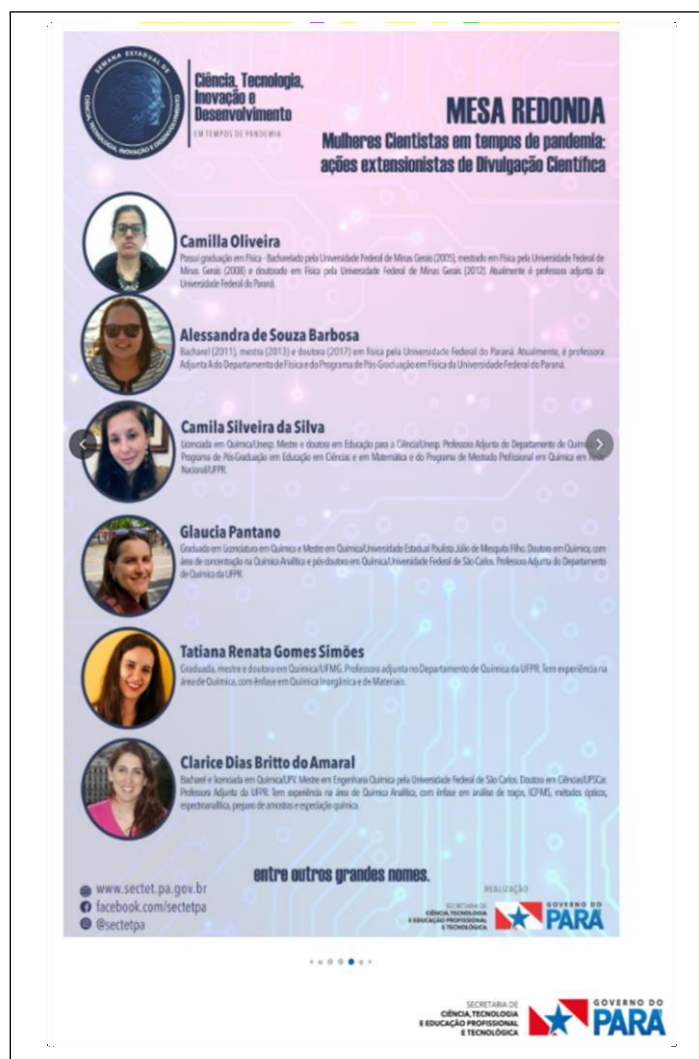 SEMANA ESTADUAL DE
CIÊNCIA, TECNOLOGIA, INOVAÇÃO E DESENVOLVIMENTO
Ciência, Tecnologia,
Inovação e
Desenvolvimento
EM TEMPOS DE PANDEMIA
MESA REDONDA
Mulheres Cientistas em tempos de pandemia:
ações extensionistas de Divulgação Científica
Camilla Oliveira
Possui graduação em Física - Bacharelado pela Universidade Federal de Minas Gerais (2005), mestrado em Física pela Universidade Federal de
Minas Gerais (2008) e doutorado em Física pela Universidade Federal de Minas Gerais (2012). Atualmente é professora adjunta da
Universidade Federal do Paraná.
Alessandra de Souza Barbosa
Bacharel (2011), mestra (2013) e doutora (2017) em física pela Universidade Federal do Paraná. Atualmente, é professora
Adjunta A do Departamento de Física e do Programa de Pós-Graduação em Física da Universidade Federal do Paraná.
Camila Silveira da Silva
Licenciada em Química/Unesp. Mestre e doutora em Educação para a Ciência/Unesp. Professora Adjunta do Departamento de Química,
Programa de Pós-Graduação em Educação em Ciências e em Matemática e do Programa de Mestrado Profissional em Química em Rede
Nacional/UFPR.
Glaucia Pantano
Graduada em Licenciatura em Química e Mestre em Química/Universidade Estadual Paulista Júlio de Mesquita Filho. Doutora em Química, com
área de concentração na Química Analítica e pós-doutora em Química/Universidade Federal de São Carlos. Professora Adjunta do Departamento
de Química da UFPR.
Tatiana Renata Gomes Simões
Graduada, mestre e doutora em Química/UFMG. Professora adjunta no Departamento de Química da UFPR. Tem experiência na
área de Química, com ênfase em Química Inorgânica e de Materiais.
Clarice Dias Britto do Amaral
Bacharel e licenciada em Química/UFV. Mestre em Engenharia Química pela Universidade Federal de São Carlos. Doutora em Ciências/UFSCar.
Professora Adjunta da UFPR. Tem experiência na área de Química Analítica, com ênfase em análise de traços, ICP-MS, métodos ópticos,
espectroanalítica, preparo de amostras e especiação química.
entre outros grandes nomes.
www.sectet.pa.gov.br
facebook.com/sectetpa
@sectetpa
REALIZAÇÃO
SECRETARIA DE
CIÊNCIA, TECNOLOGIA
E EDUCAÇÃO PROFISSIONAL
E TECNOLÓGICA
GOVERNO DO
PARÁ
SECRETARIA DE
CIÊNCIA, TECNOLOGIA
E EDUCAÇÃO PROFISSIONAL
E TECNOLÓGICA
GOVERNO DO
PARÁ